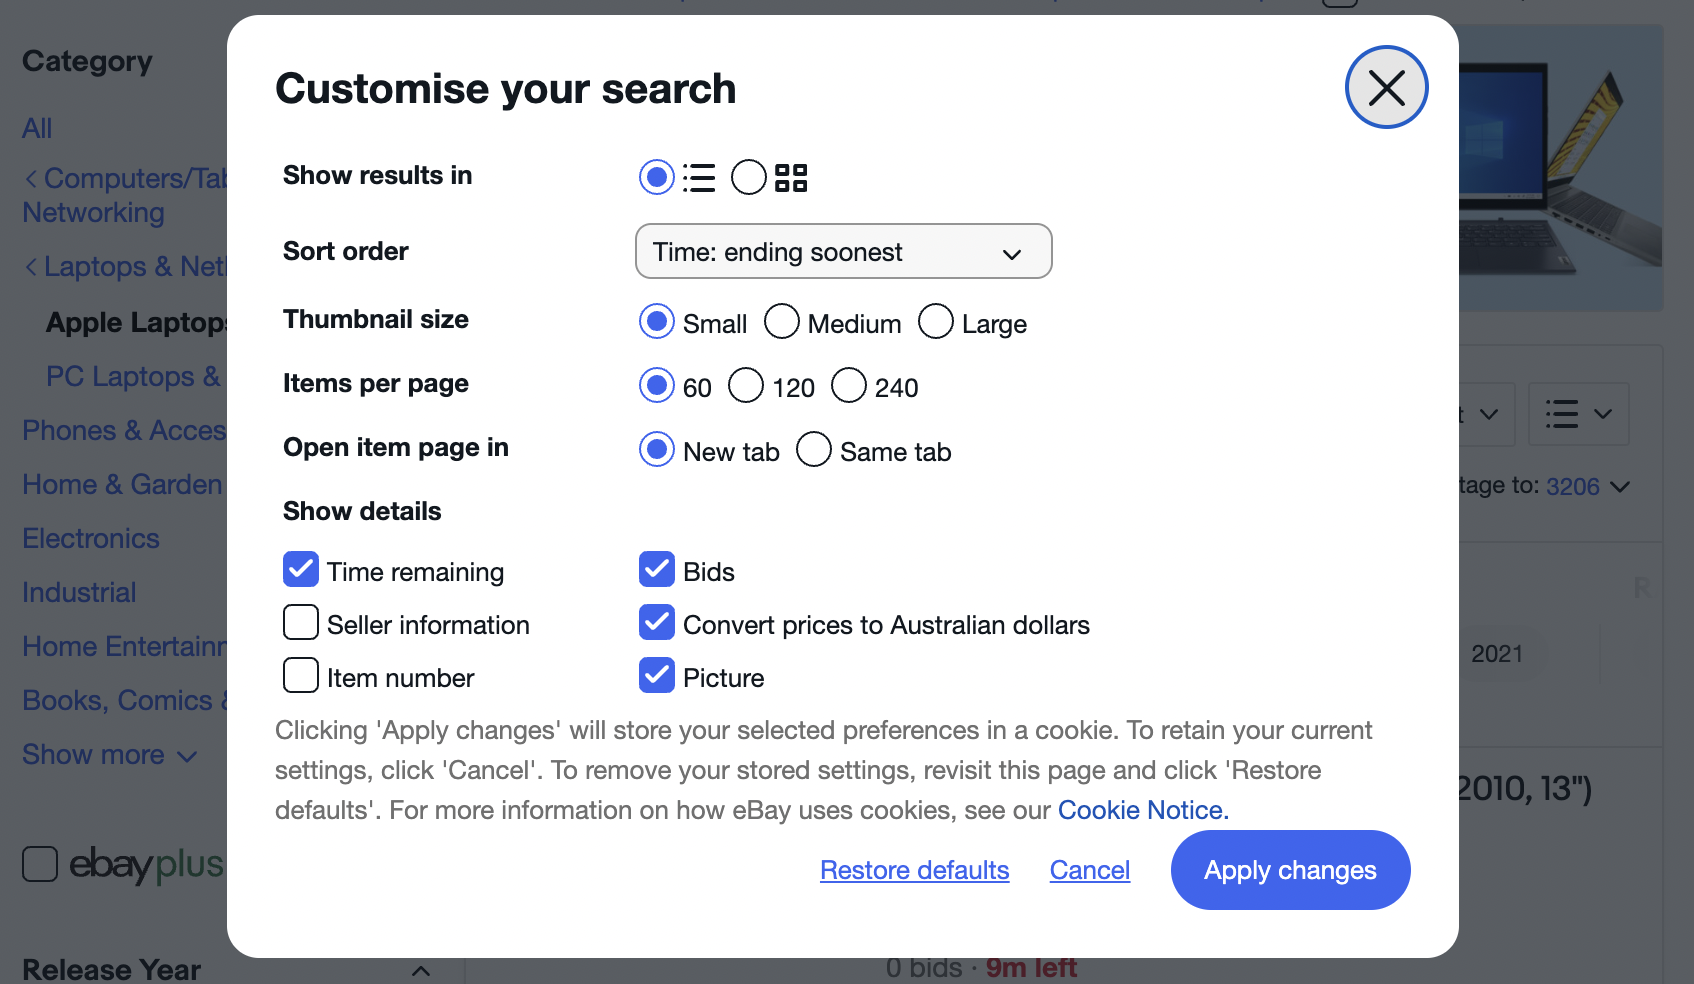 Category
All
Computers/Tab
Networking
Laptops & Net
Apple Laptops
PC Laptops &
Phones & Acces
Home & Garden
Electronics
Industrial
Home Entertain
Books, Comics &
Show more
ebayplus
Release Year
Customise your search
Show results in
Sort order
Time: ending soonest
Thumbnail size
Small Medium Large
Items per page
60 120 240
Open item page in
New tab Same tab
Show details
Time remaining Bids
Seller information Convert prices to Australian dollars
Item number Picture
Clicking 'Apply changes' will store your selected preferences in a cookie. To retain your current
settings, click 'Cancel'. To remove your stored settings, revisit this page and click 'Restore
defaults'. For more information on how eBay uses cookies, see our Cookie Notice.
Restore defaults Cancel Apply changes
t
tage to: 3206
R
2021
2010, 13")
0 bids · 9m left